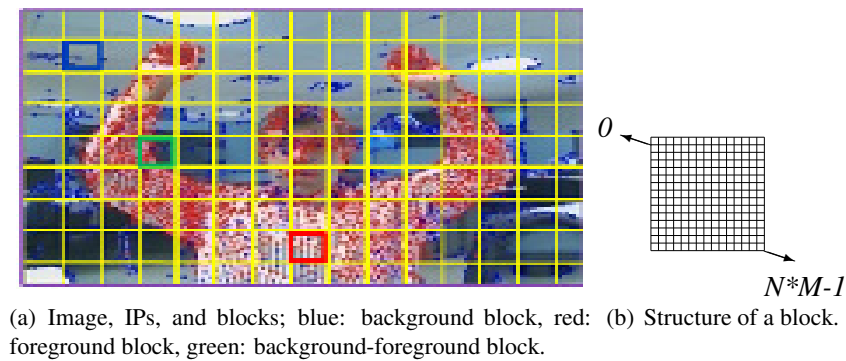 0
N*M-1
(a) Image, IPs, and blocks; blue: background block, red:
foreground block, green: background-foreground block.
(b) Structure of a block.